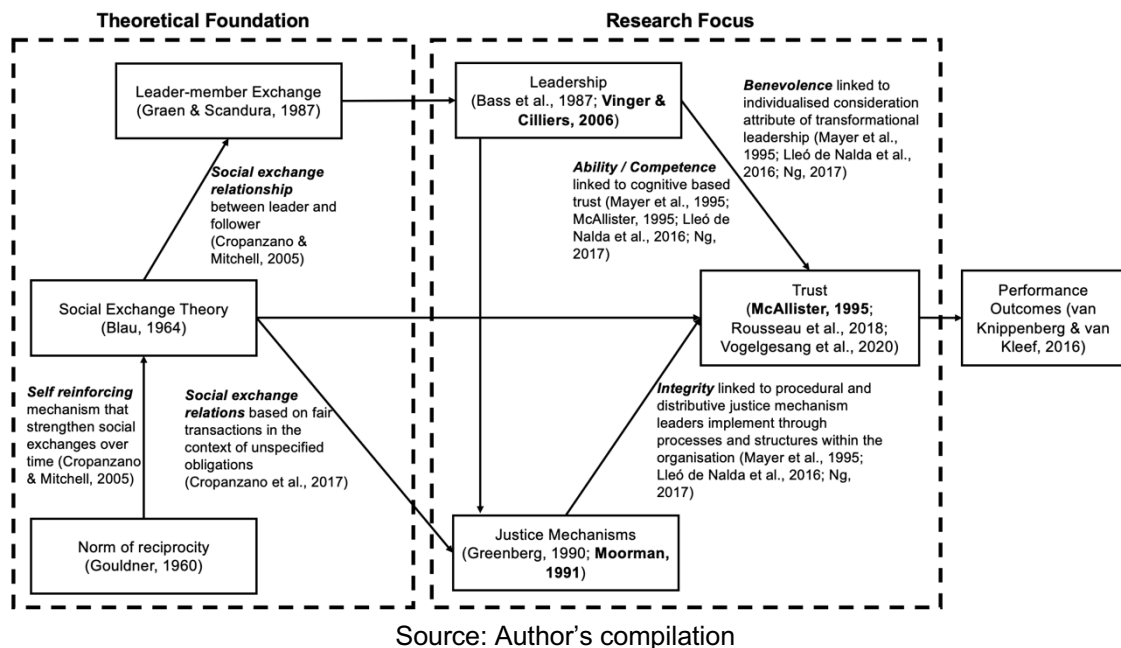 Theoretical Foundation
Research Focus
Leader-member Exchange
(Graen & Scandura, 1987)
Leadership
(Bass et al., 1987; Vinger &
Cilliers, 2006)
Benevolence linked to
individualised consideration
attribute of transformational
leadership (Mayer et al.,
1995; Lleó de Nalda et al.,
2016; Ng, 2017)
Social exchange
relationship
between leader and
follower
(Cropanzano &
Mitchell, 2005)
Ability / Competence
linked to cognitive based
trust (Mayer et al., 1995;
McAllister, 1995; Lleó de
Nalda et al., 2016; Ng,
2017)
Social Exchange Theory
(Blau, 1964)
Trust
(McAllister, 1995;
Rousseau et al., 2018;
Vogelgesang et al., 2020)
Performance
Outcomes (van
Knippenberg & van
Kleef, 2016)
Self reinforcing
mechanism that
strengthen social
exchanges over
time (Cropanzano
& Mitchell, 2005)
Social exchange
relations based on fair
transactions in the
context of unspecified
obligations
(Cropanzano et al., 2017)
Integrity linked to procedural and
distributive justice mechanism
leaders implement through
processes and structures within the
organisation (Mayer et al., 1995;
Lleó de Nalda et al., 2016; Ng,
2017)
Norm of reciprocity
(Gouldner, 1960)
Justice Mechanisms
(Greenberg, 1990; Moorman,
1991)
Source: Author's compilation